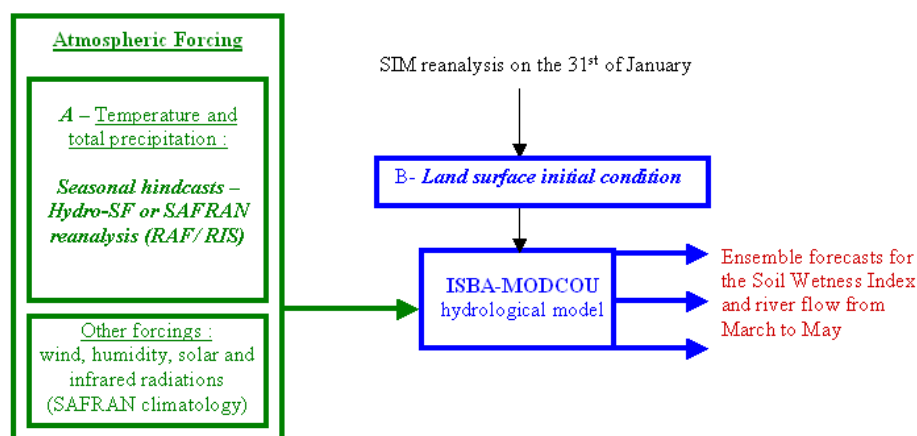 Atmospheric Forcing
A – Temperature and
total precipitation :
Seasonal hindcasts –
Hydro-SF or SAFRAN
reanalysis (RAF/ RIS)
Other forcings :
wind, humidity, solar and
infrared radiations
(SAFRAN climatology)
SIM reanalysis on the 31st of January
B- Land surface initial condition
ISBA-MODCOU
hydrological model
Ensemble forecasts for
the Soil Wetness Index
and river flow from
March to May